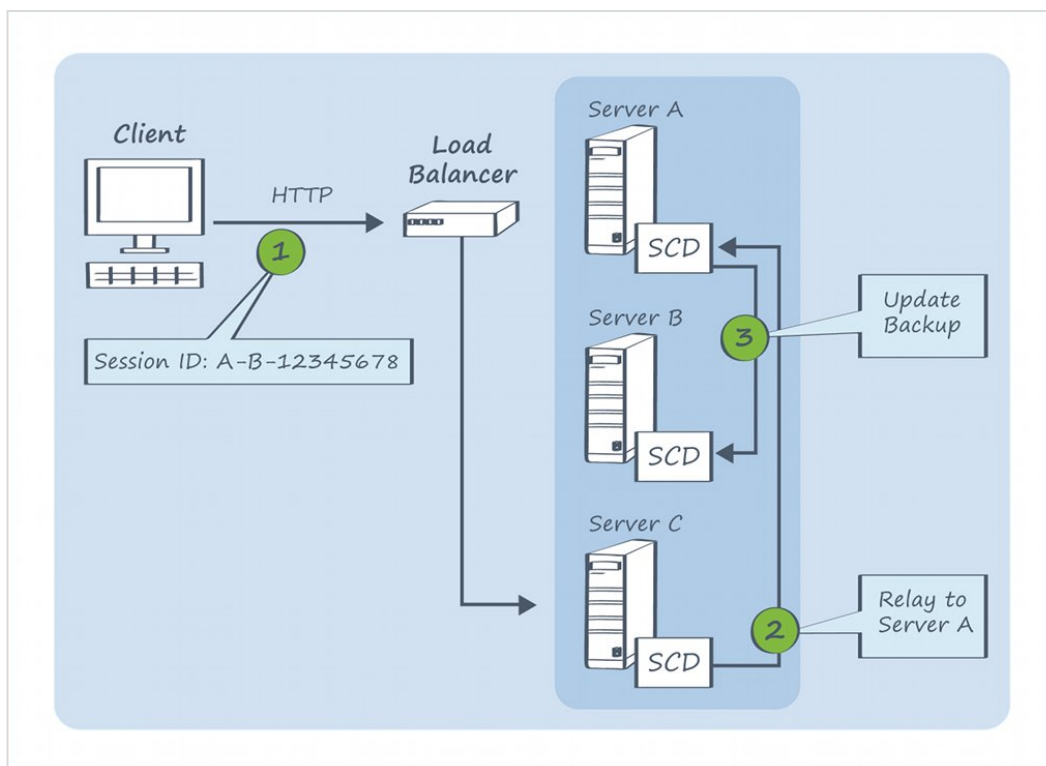 Client
HTTP
1
Session ID: A-B-12345678
Load
Balancer
Server A
SCD
Server B
SCD
3
Update
Backup
Server C
SCD
2
Relay to
Server A